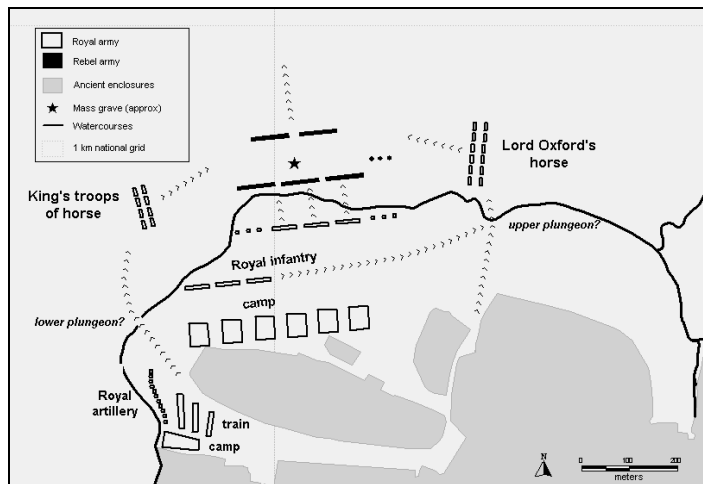 Royal army
Rebel army
Ancient enclosures
Mass grave (approx)
Watercourses
1 km national grid
Lord Oxford's
horse
King's troops
of horse
upper plungeon?
Royal infantry
camp
lower plungeon?
Royal
artillery
train
camp
N
0 100 200
meters